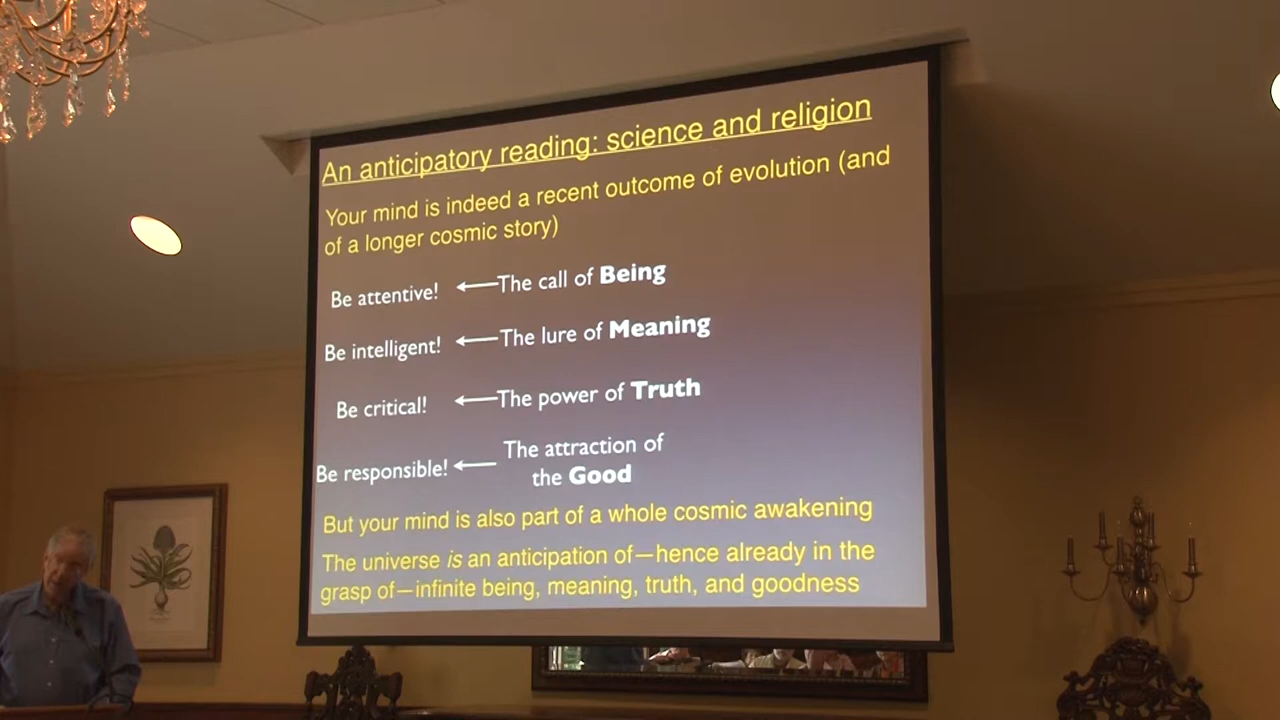 An anticipatory reading: science and religion
Your mind is indeed a recent outcome of evolution (and
of a longer cosmic story)
Be attentive! ←The call of Being
Be intelligent! ←The lure of Meaning
Be critical! ←The power of Truth
The attraction of
Be responsible! ← the Good
But your mind is also part of a whole cosmic awakening
The universe is an anticipation of—hence already in the
grasp of—infinite being, meaning, truth, and goodness